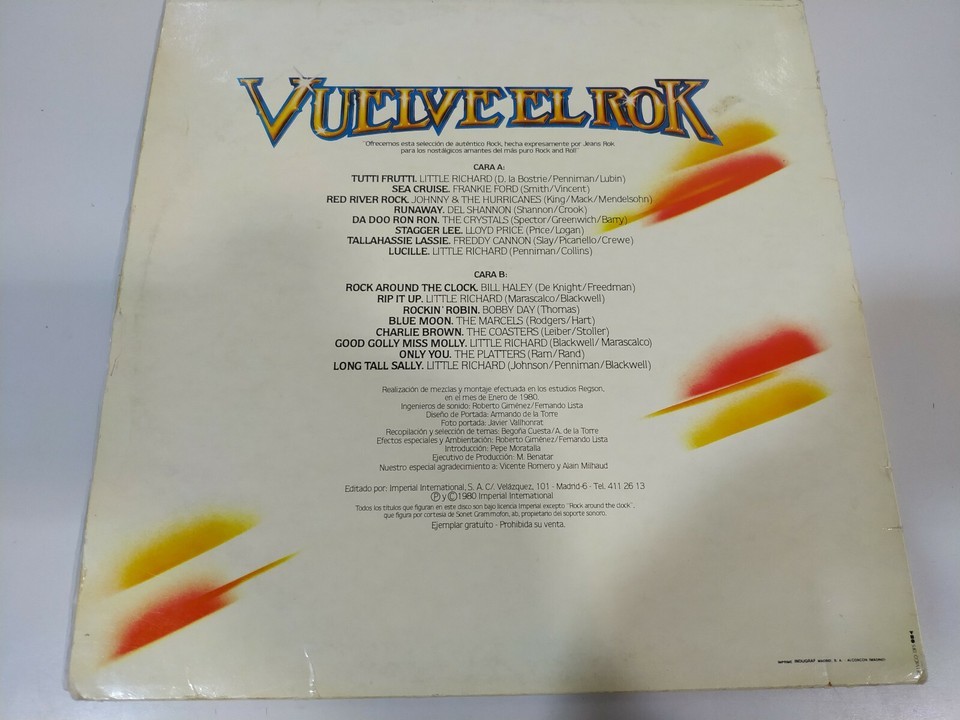 VUELVE EL ROK
"Ofrecemos esta selección de auténtico Rock, hecha expresamente por Jeans Rok
para los nostálgicos amantes del más puro Rock and Roll"
CARA A:
TUTTI FRUTTI. LITTLE RICHARD (D. la Bostrie/Penniman/Lubin)
SEA CRUISE. FRANKIE FORD (Smith/Vincent)
RED RIVER ROCK. JOHNNY & THE HURRICANES (King/Mack/Mendelsohn)
RUNAWAY. DEL SHANNON (Shannon/Crook)
DA DOO RON RON. THE CRYSTALS (Spector/Greenwich/Barry)
STAGGER LEE. LLOYD PRICE (Price/Logan)
TALLAHASSIE LASSIE. FREDDY CANNON (Slay/Picanello/Crewe)
LUCILLE. LITTLE RICHARD (Penniman/Collins)
CARA B:
ROCK AROUND THE CLOCK. BILL HALEY (De Knight/Freedman)
RIP IT UP. LITTLE RICHARD (Marascalco/Blackwell)
ROCKIN' ROBIN. BOBBY DAY (Thomas)
BLUE MOON. THE MARCELS (Rodgers/Hart)
CHARLIE BROWN. THE COASTERS (Leiber/Stoller)
GOOD GOLLY MISS MOLLY. LITTLE RICHARD (Blackwell/ Marascalco)
ONLY YOU. THE PLATTERS (Ram/Rand)
LONG TALL SALLY. LITTLE RICHARD (Johnson/Penniman/Blackwell)
Realización de mezclas y montaje efectuada en los estudios Regson,
en el mes de Enero de 1980.
Ingenieros de sonido: Roberto Giménez/Fernando Lista
Diseño de Portada: Armando de la Torre
Foto portada: Javier Vallhonrat
Recopilación y selección de temas: Begoña Cuesta/A. de la Torre
Efectos especiales y Ambientación: Roberto Giménez/Fernando Lista
Introducción: Pepe Moratalla
Ejecutivo de Producción: M. Benatar
Nuestro especial agradecimiento a: Vicente Romero y Alain Milhaud
Editado por: Imperial International, S. A. C/. Velázquez, 101 - Madrid-6 - Tel. 411 26 13
Ⓟ y © 1980 Imperial International
Todos los títulos que figuran en este disco son bajo licencia Imperial excepto "Rock around the clock",
que figura por cortesía de Sonet Grammofon, ab, propietario del soporte sonoro.
Ejemplar gratuito - Prohibida su venta.